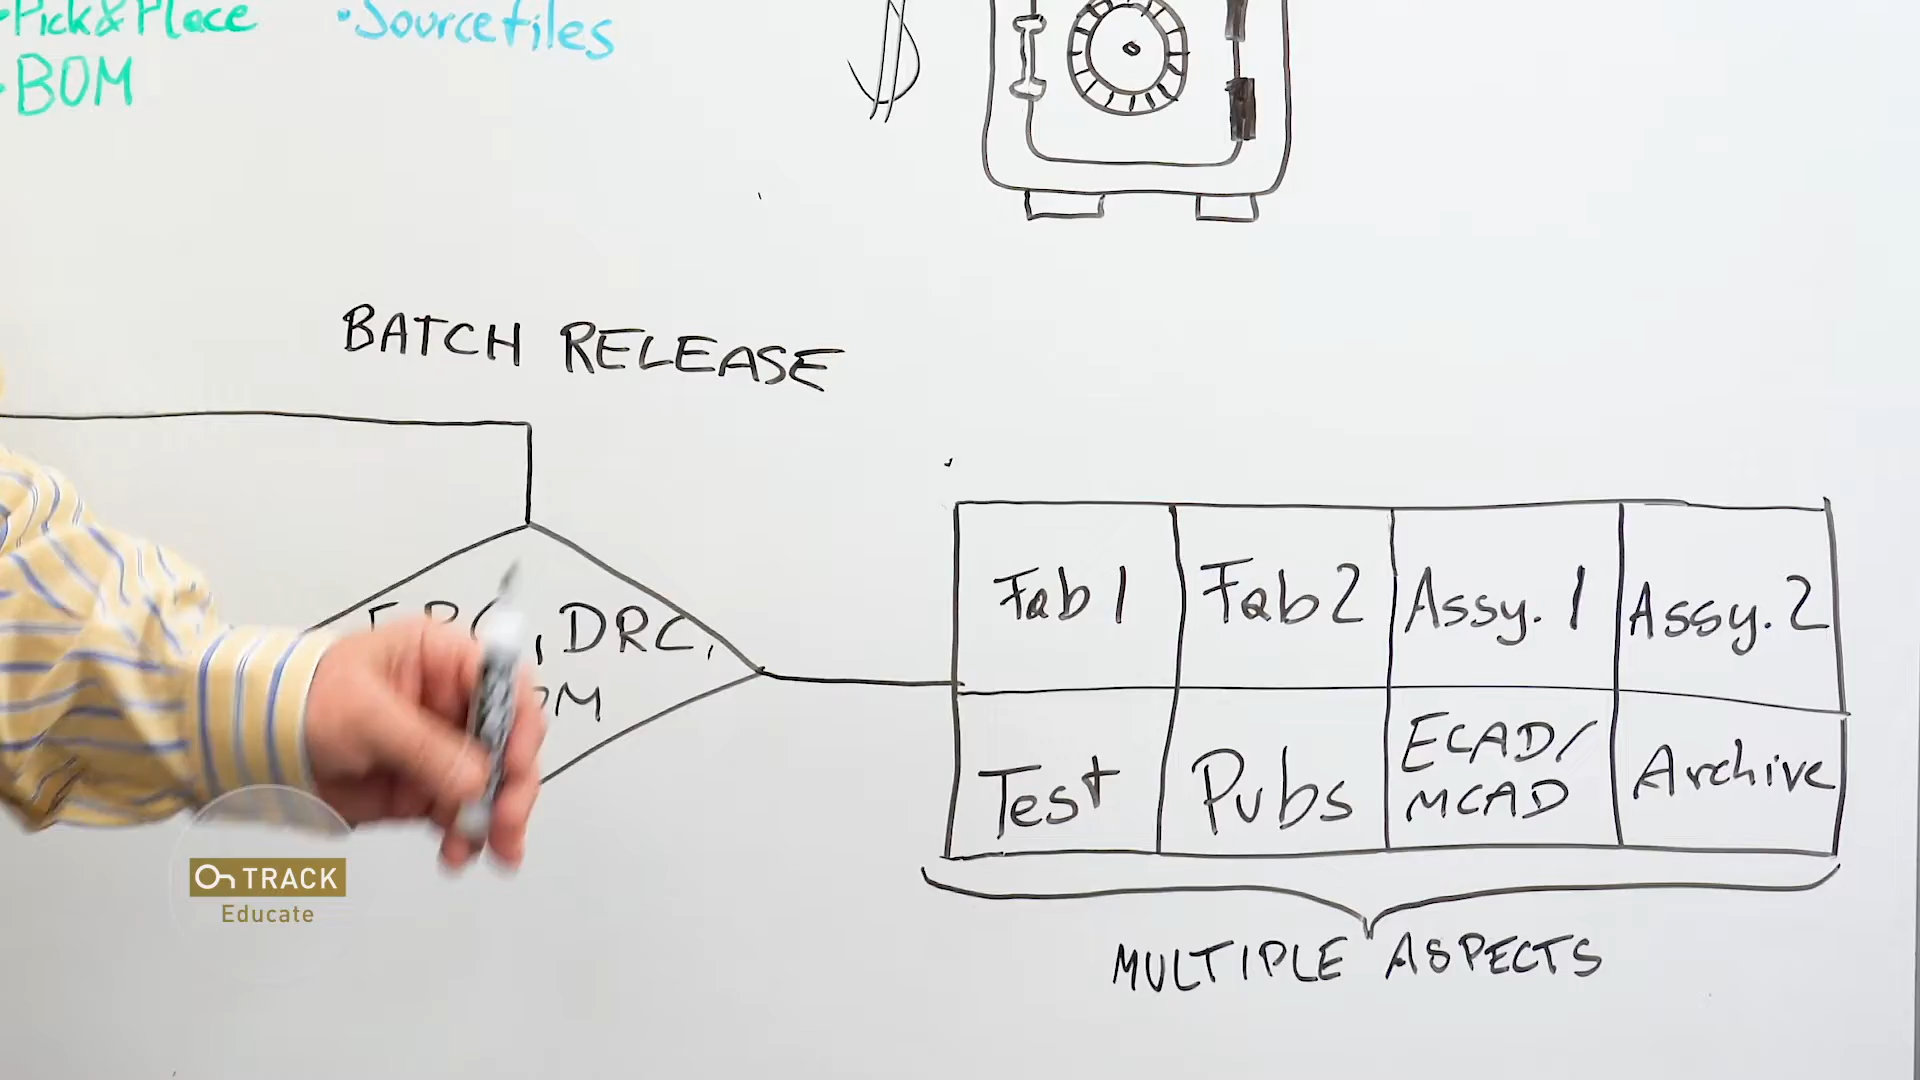 •Pick&Place
•Sourcefiles
•BOM
$
BATCH RELEASE
, DRC,
Fab 1
Fab 2
Assy. 1
Assy. 2
Test
Pubs
ECAD/
MCAD
Archive
MULTIPLE ASPECTS
On TRACK
Educate